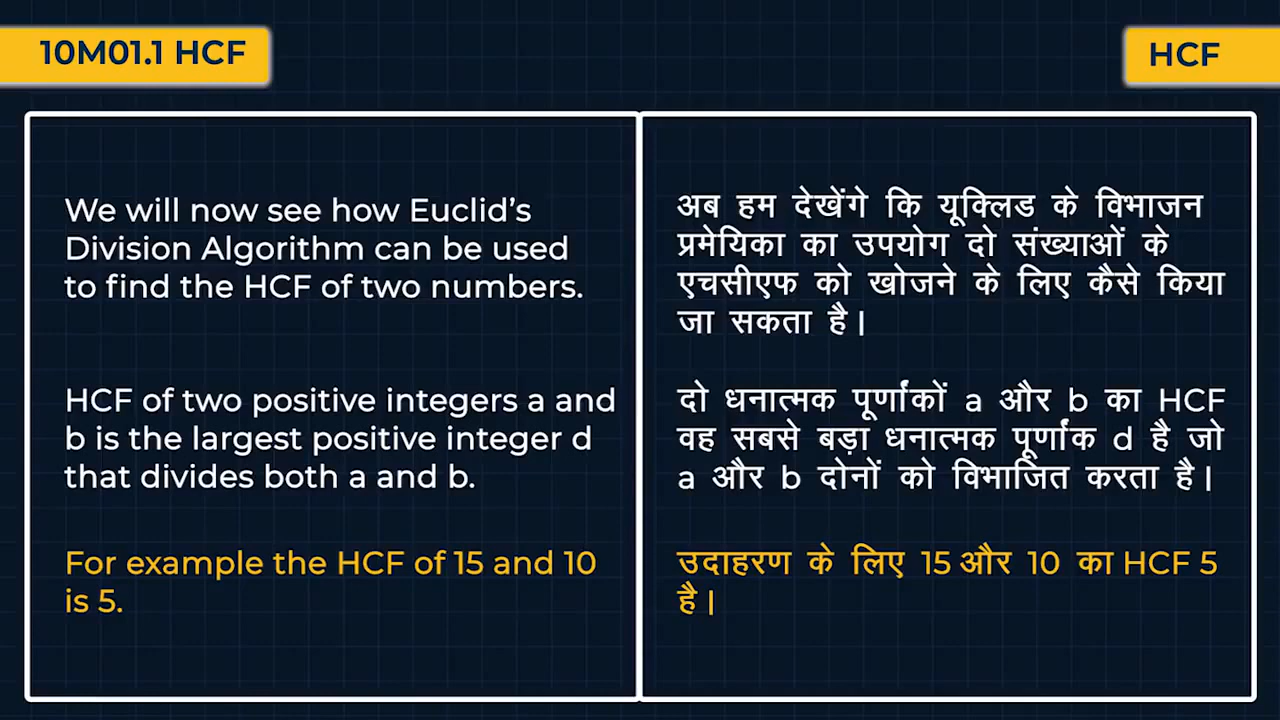 10M01.1 HCF
HCF
We will now see how Euclid's
Division Algorithm can be used
to find the HCF of two numbers.
HCF of two positive integers a and
b is the largest positive integer d
that divides both a and b.
For example the HCF of 15 and 10
is 5.
अब हम देखेंगे कि यूक्लिड के विभाजन
प्रमेयिका का उपयोग दो संख्याओं के
एचसीएफ को खोजने के लिए कैसे किया
जा सकता है।
दो धनात्मक पूर्णांकों a और b का HCF
वह सबसे बड़ा धनात्मक पूर्णांक d है जो
a और b दोनों को विभाजित करता है।
उदाहरण के लिए 15 और 10 का HCF 5
है।